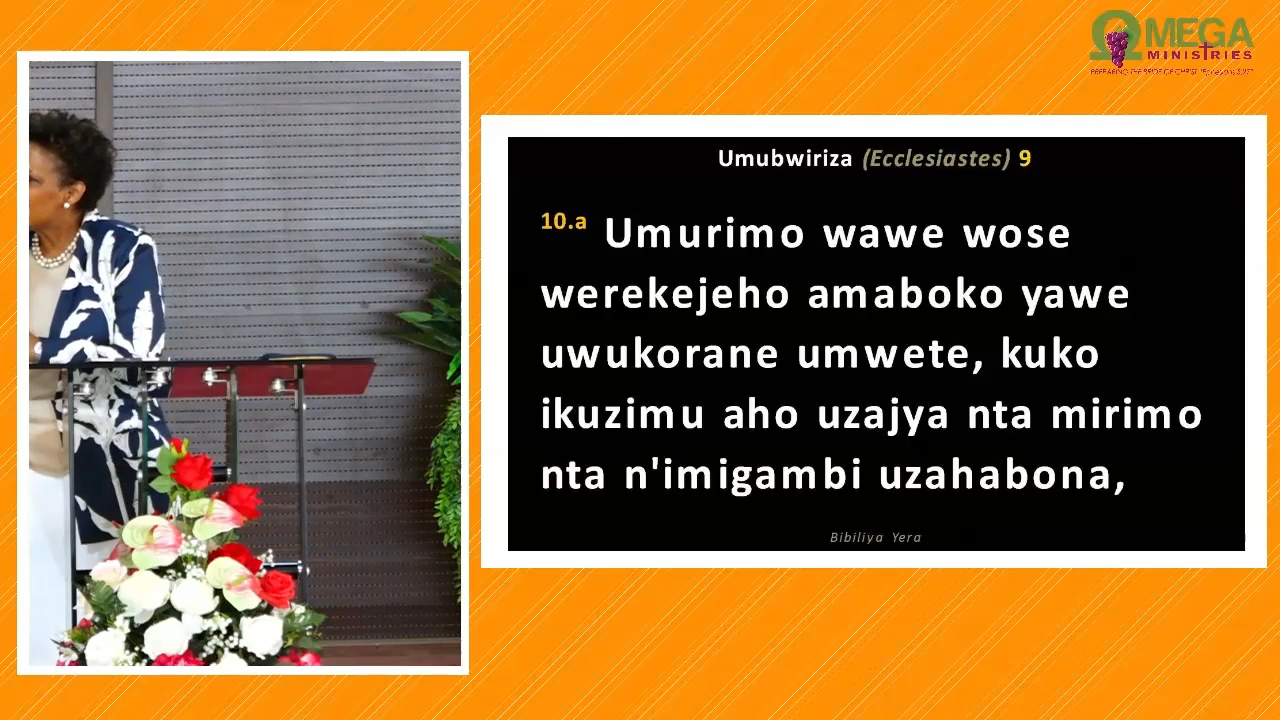 ΩMEGA
MINISTRIES
Umubwiriza (Ecclesiastes) 9
10.a Umurimo wawe wose
werekejeho amaboko yawe
uwukorane umwete, kuko
ikuzimu aho uzajya nta mirimo
nta n'imigambi uzahabona,
Bibiliya Yera